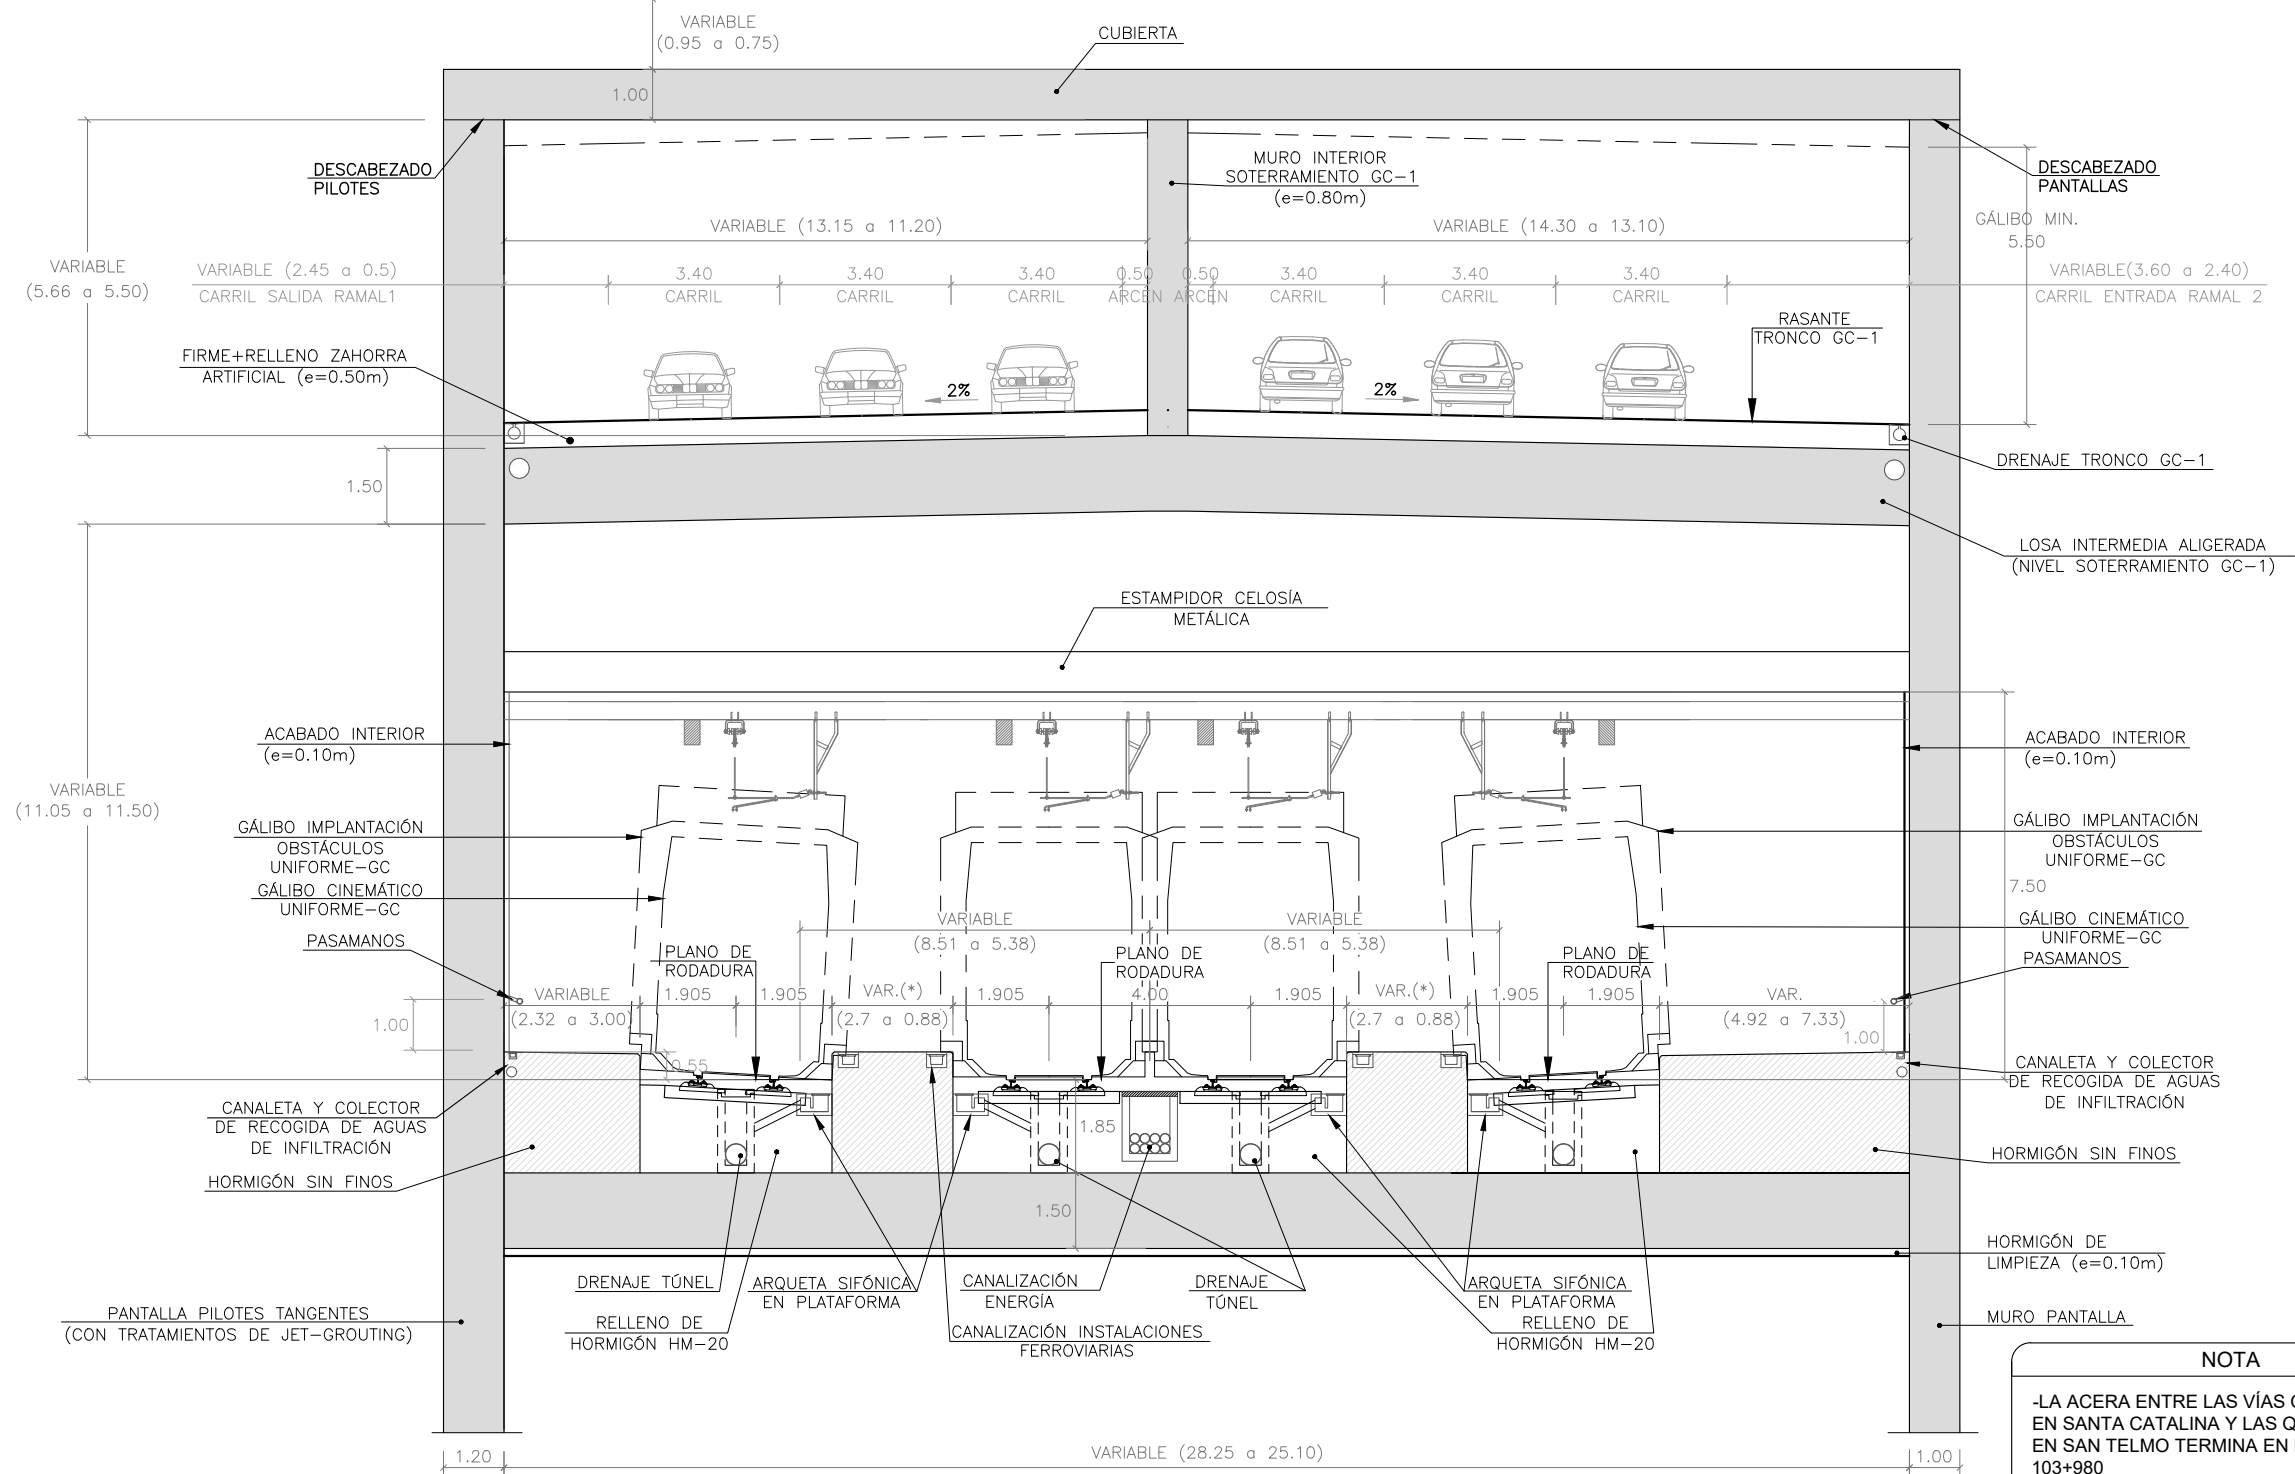 VARIABLE
(0.95 a 0.75)
CUBIERTA
1.00
DESCABEZADO
PILOTES
MURO INTERIOR
SOTERRAMIENTO GC-1
(e=0.80m)
DESCABEZADO
PANTALLAS
VARIABLE (13.15 a 11.20)
VARIABLE (14.30 a 13.10)
GÁLIBO MIN.
5.50
VARIABLE
(5.66 a 5.50)
VARIABLE (2.45 a 0.5)
CARRIL SALIDA RAMAL1
3.40
CARRIL
3.40
CARRIL
3.40
CARRIL
0.50
ARCÉN
0.50
ARCÉN
3.40
CARRIL
3.40
CARRIL
3.40
CARRIL
VARIABLE(3.60 a 2.40)
CARRIL ENTRADA RAMAL 2
RASANTE
TRONCO GC-1
FIRME+RELLENO ZAHORRA
ARTIFICIAL (e=0.50m)
2%
2%
DRENAJE TRONCO GC-1
1.50
LOSA INTERMEDIA ALIGERADA
(NIVEL SOTERRAMIENTO GC-1)
ESTAMPIDOR CELOSÍA
METÁLICA
ACABADO INTERIOR
(e=0.10m)
ACABADO INTERIOR
(e=0.10m)
VARIABLE
(11.05 a 11.50)
GÁLIBO IMPLANTACIÓN
OBSTÁCULOS
UNIFORME-GC
GÁLIBO IMPLANTACIÓN
OBSTÁCULOS
UNIFORME-GC
GÁLIBO CINEMÁTICO
UNIFORME-GC
7.50
GÁLIBO CINEMÁTICO
UNIFORME-GC
VARIABLE
(8.51 a 5.38)
VARIABLE
(8.51 a 5.38)
PASAMANOS
PASAMANOS
PLANO DE
RODADURA
PLANO DE
RODADURA
PLANO DE
RODADURA
VARIABLE
(2.32 a 3.00)
1.905
1.905
VAR.(*)
(2.7 a 0.88)
1.905
4.00
1.905
VAR.(*)
(2.7 a 0.88)
1.905
1.905
VAR.
(4.92 a 7.33)
1.00
1.00
0.55
CANALETA Y COLECTOR
DE RECOGIDA DE AGUAS
DE INFILTRACIÓN
CANALETA Y COLECTOR
DE RECOGIDA DE AGUAS
DE INFILTRACIÓN
1.85
HORMIGÓN SIN FINOS
HORMIGÓN SIN FINOS
1.50
HORMIGÓN DE
LIMPIEZA (e=0.10m)
DRENAJE TÚNEL
ARQUETA SIFÓNICA
EN PLATAFORMA
CANALIZACIÓN
ENERGÍA
DRENAJE
TÚNEL
ARQUETA SIFÓNICA
EN PLATAFORMA
PANTALLA PILOTES TANGENTES
(CON TRATAMIENTOS DE JET-GROUTING)
RELLENO DE
HORMIGÓN HM-20
CANALIZACIÓN INSTALACIONES
FERROVIARIAS
RELLENO DE
HORMIGÓN HM-20
MURO PANTALLA
NOTA
-LA ACERA ENTRE LAS VÍAS
EN SANTA CATALINA Y LAS
EN SAN TELMO TERMINA EN
103+980
1.20
VARIABLE (28.25 a 25.10)
1.00